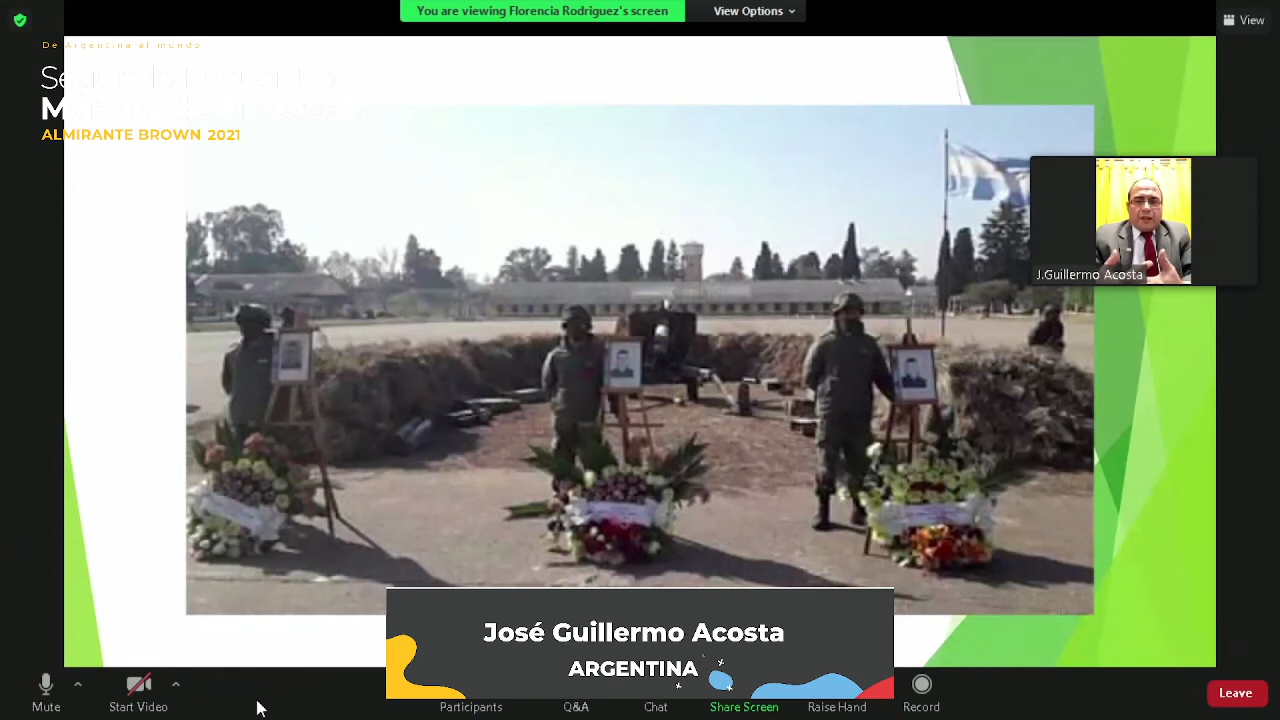 You are viewing Florencia Rodriguez's screen
View Options
View
De Argentina al mundo
ALMIRANTE BROWN 2021
J.Guillermo Acosta
José Guillermo Acosta
ARGENTINA
Mute
Start Video
Participants
Q&A
Chat
Share Screen
Raise Hand
Record
Leave